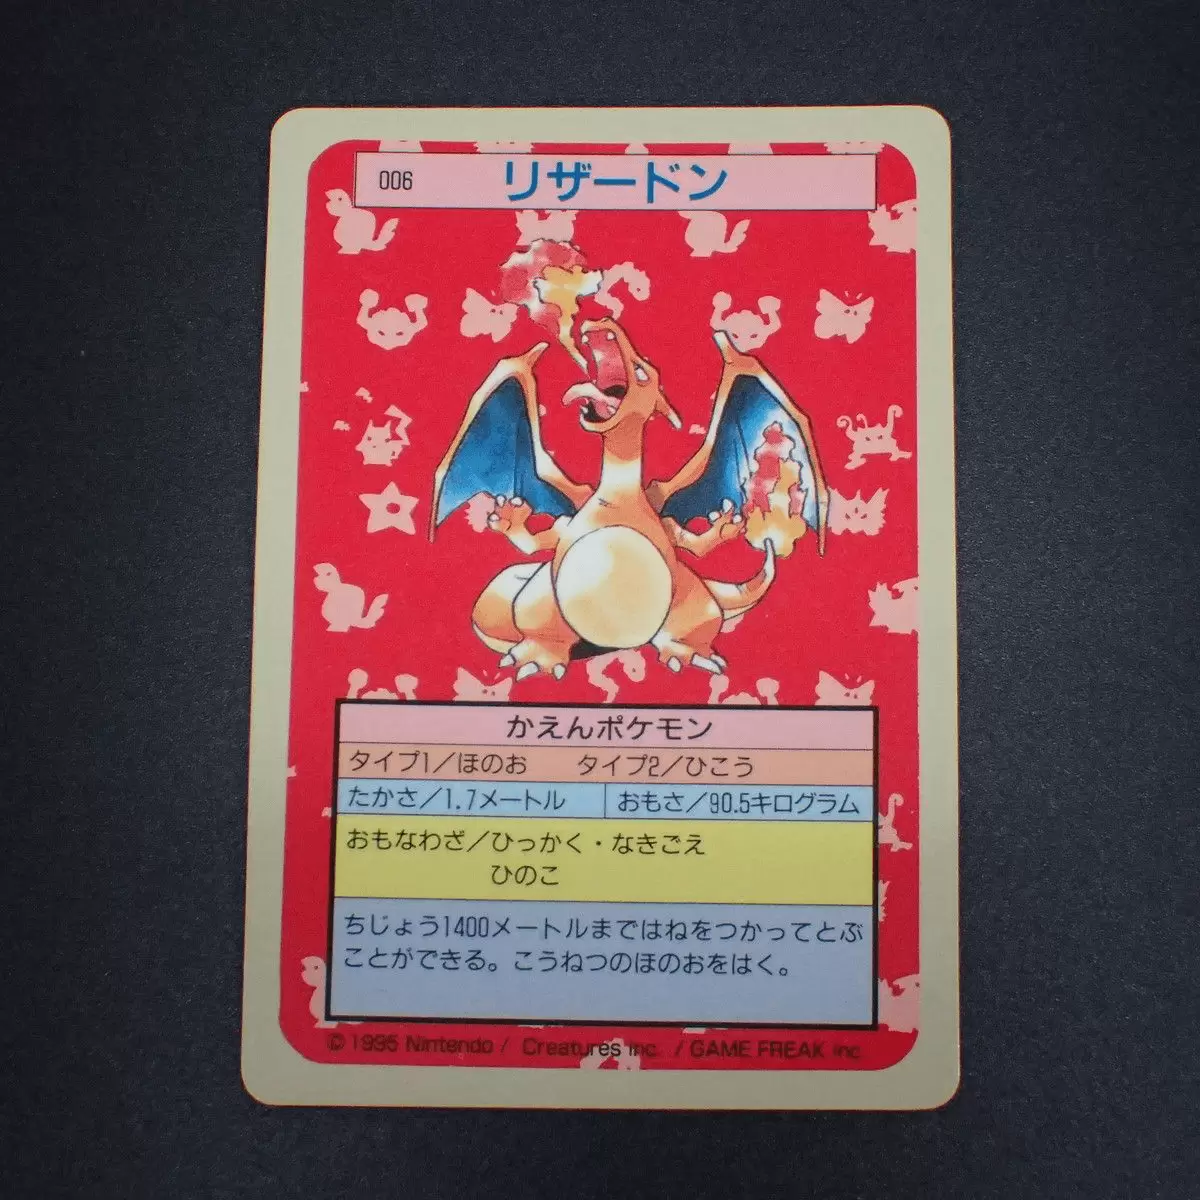 006 リザードン
かえんポケモン
タイプ1／ほのお タイプ2／ひこう
たかさ／1.7メートル おもさ／90.5キログラム
おもなわざ／ひっかく・なきごえ
ひのこ
ちじょう1400メートルまではねをつかってとぶ
ことができる。こうねつのほのおをはく。
© 1995 Nintendo / Creatures inc. / GAME FREAK inc